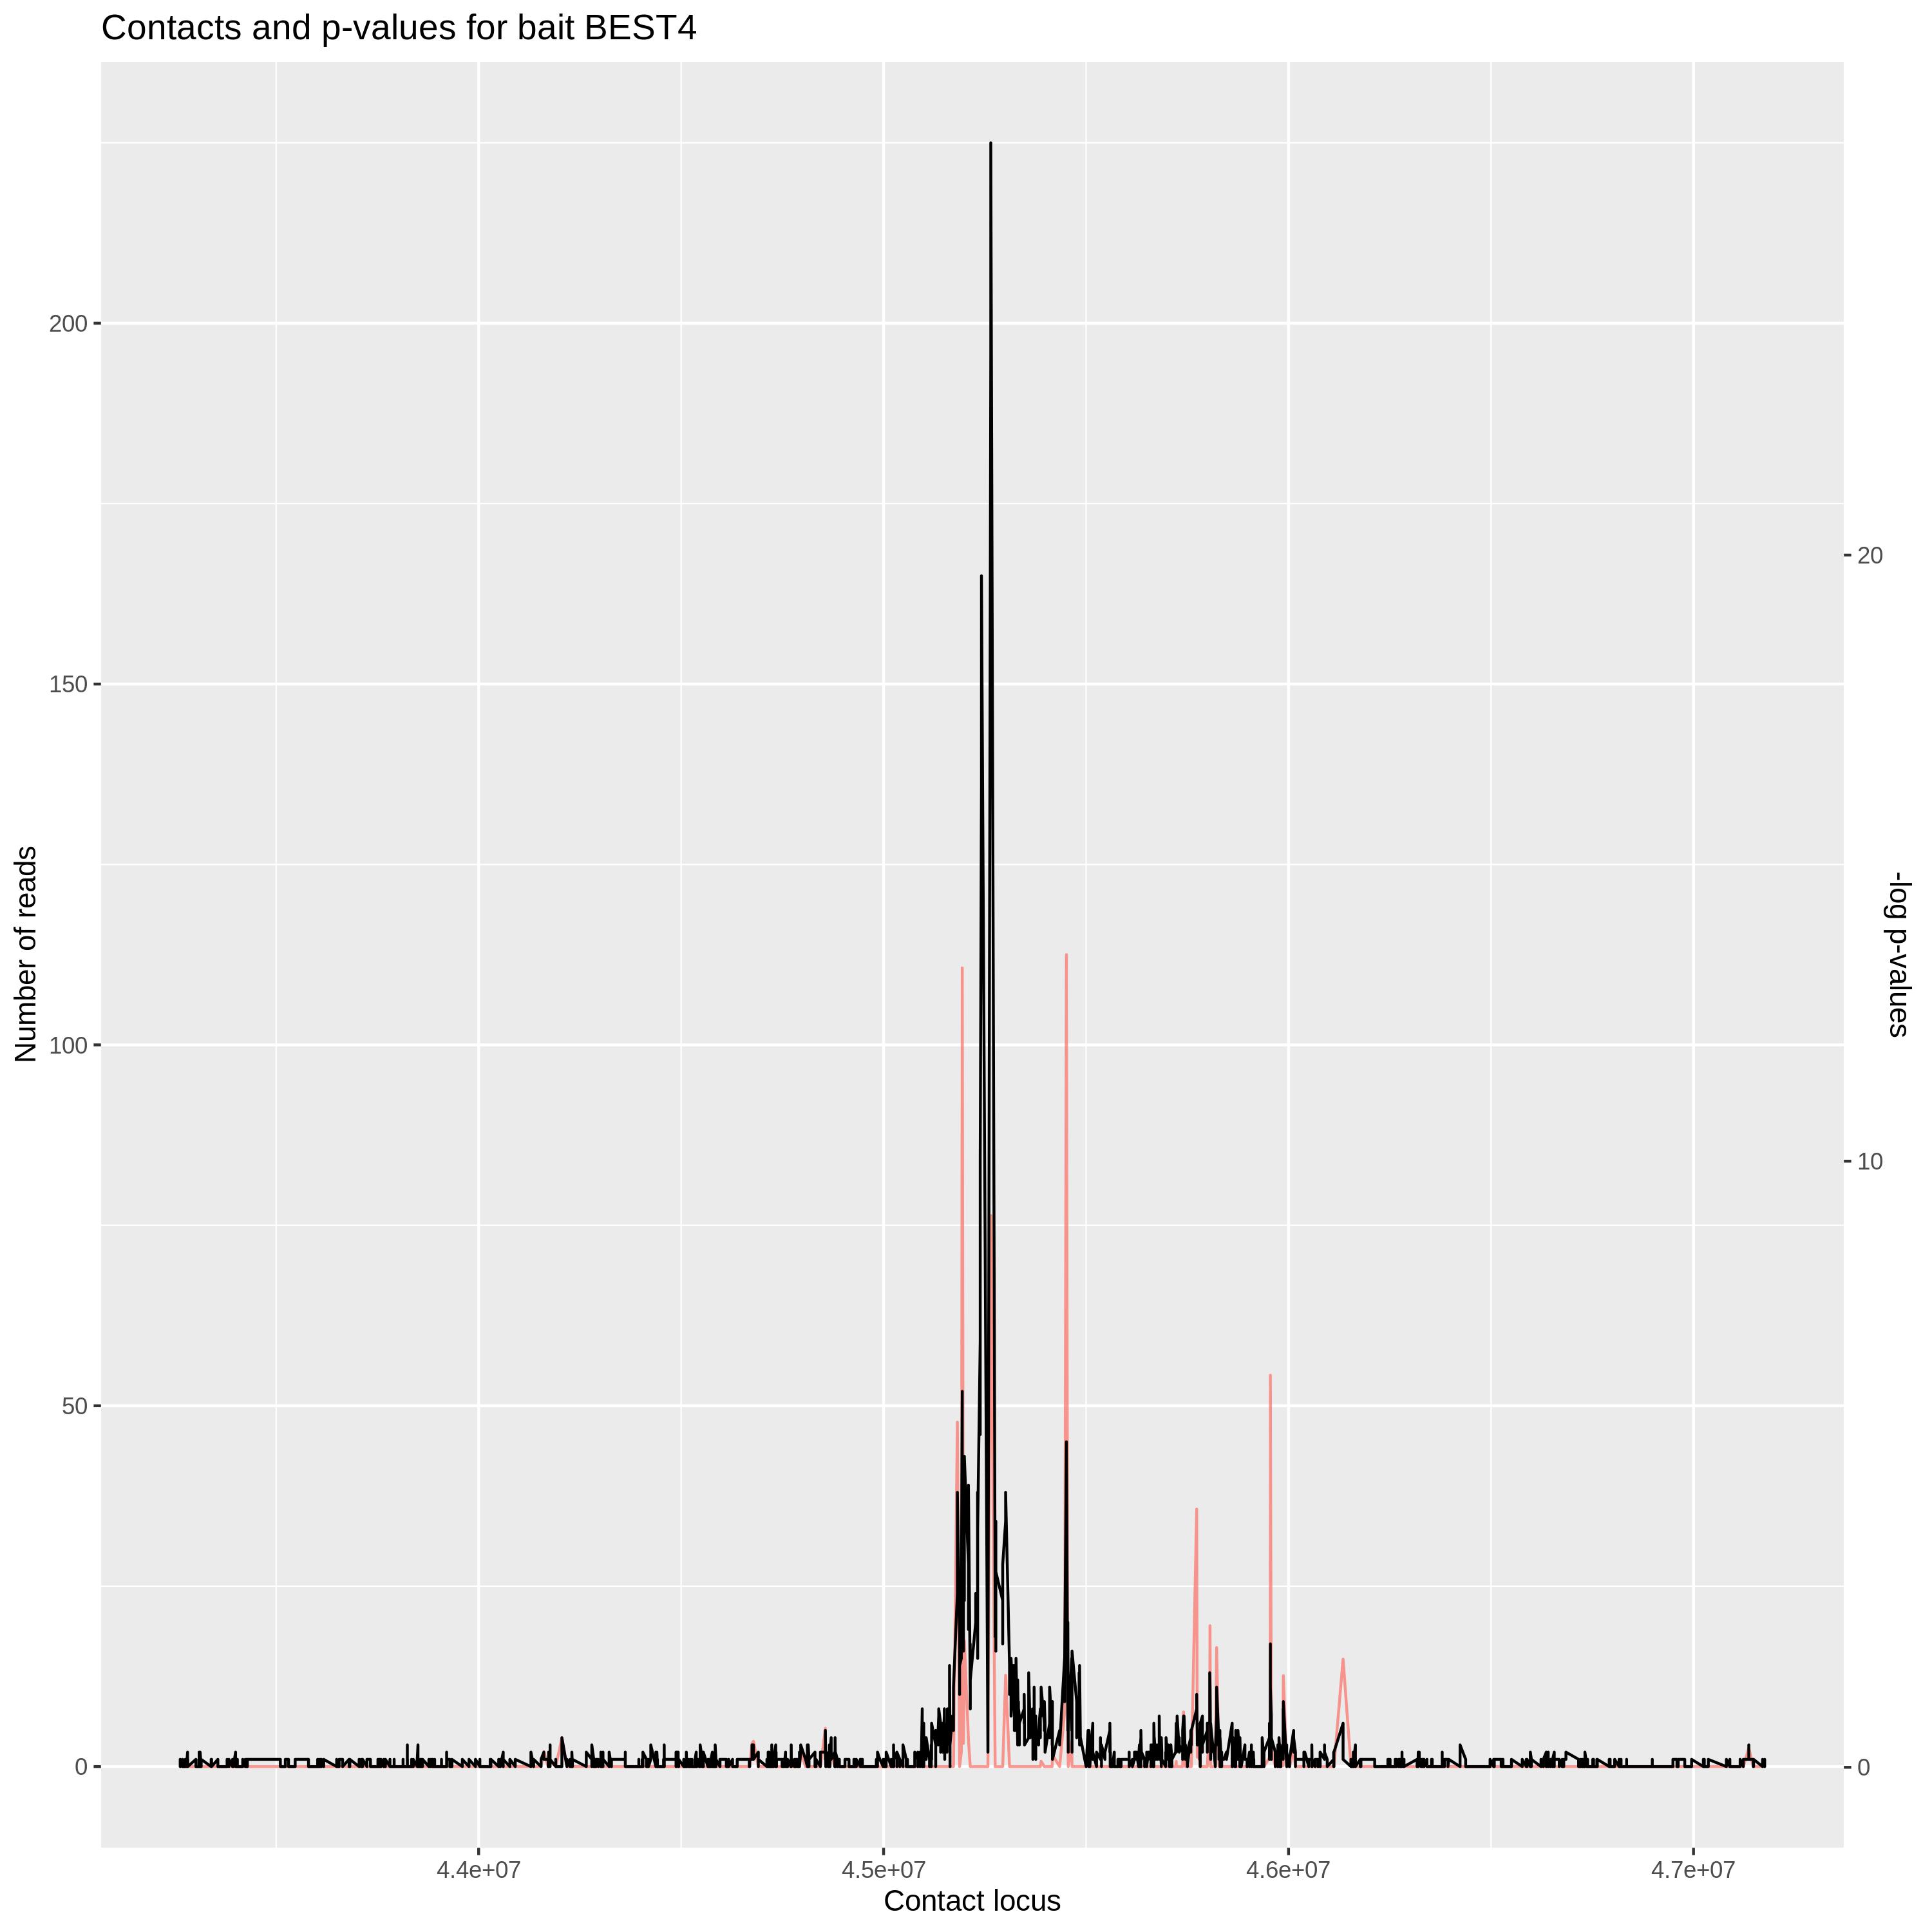 Contacts and p-values for bait BEST4
Number of reads
200
150
100
50
0
20
10
0
-log p-values
4.4e+07
4.5e+07
4.6e+07
4.7e+07
Contact locus